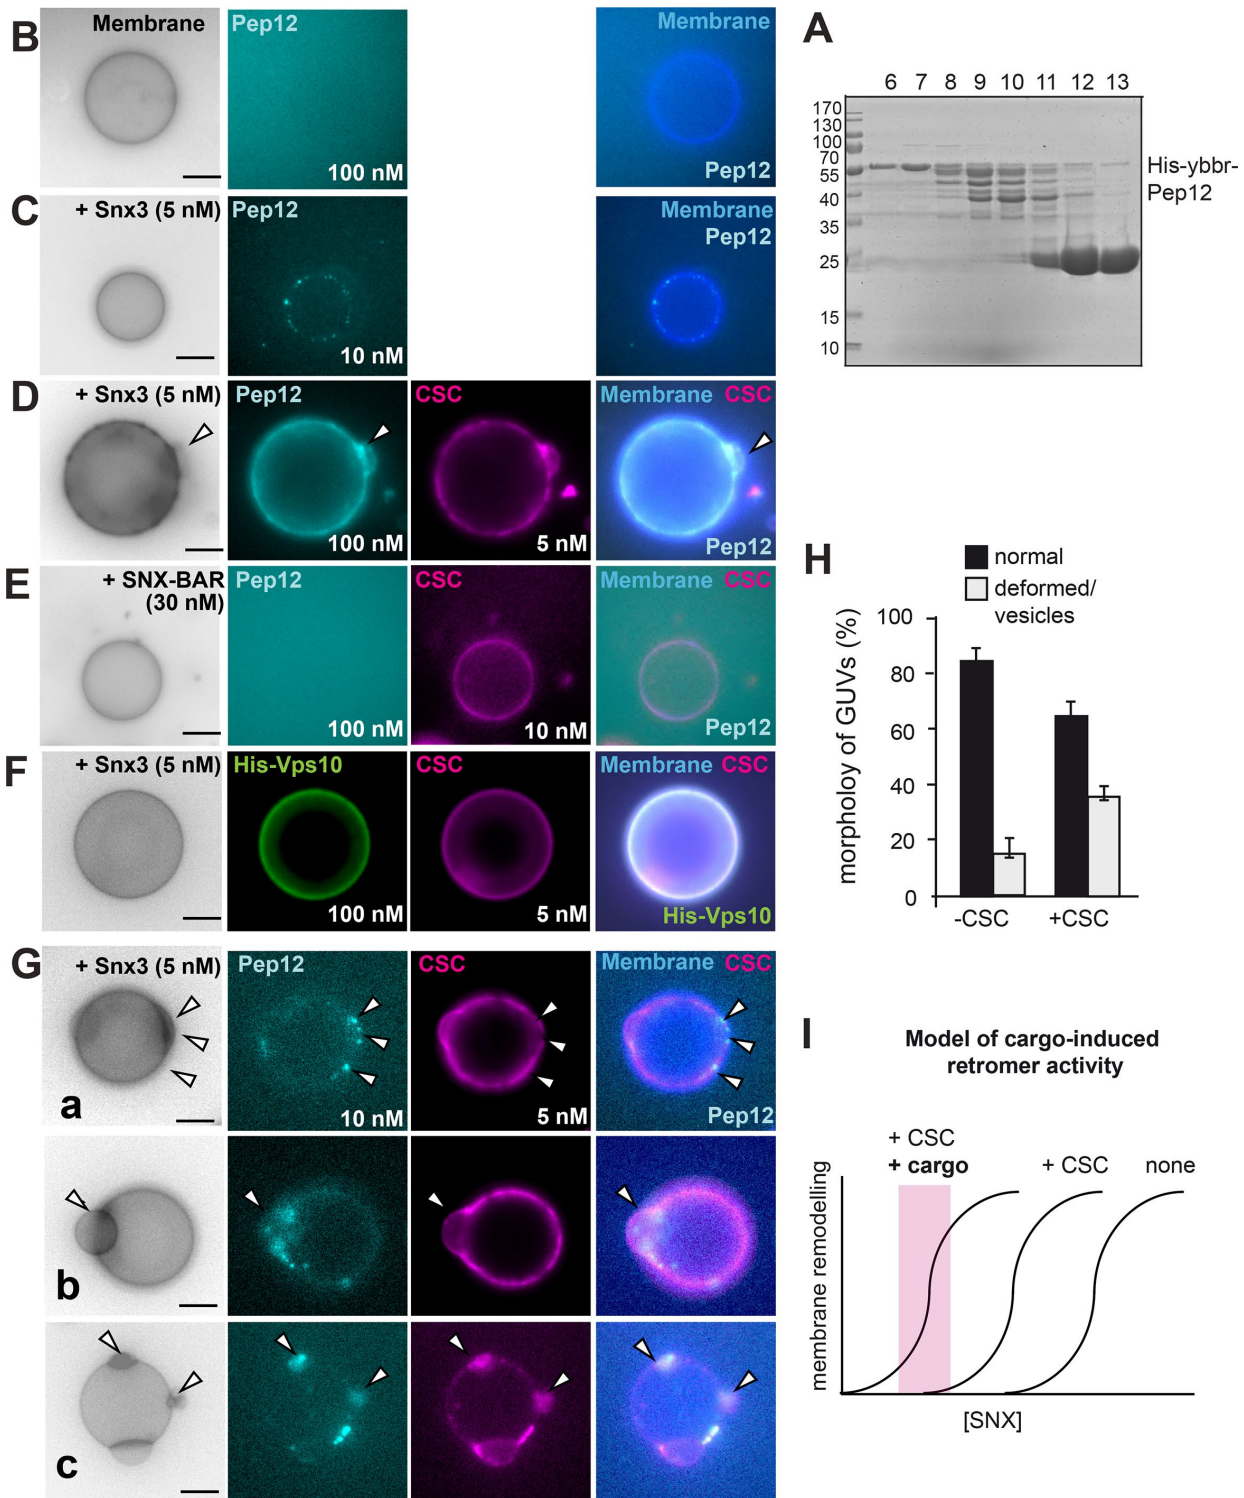 B
Membrane
Pep12
100 nM
Membrane
Pep12
C
+ Snx3 (5 nM)
Pep12
10 nM
Membrane
Pep12
D
+ Snx3 (5 nM)
Pep12
100 nM
CSC
5 nM
Membrane CSC
Pep12
E
+ SNX-BAR
(30 nM)
Pep12
100 nM
CSC
10 nM
Membrane CSC
Pep12
F
+ Snx3 (5 nM)
His-Vps10
100 nM
CSC
5 nM
Membrane CSC
His-Vps10
G
+ Snx3 (5 nM)
a
Pep12
10 nM
CSC
5 nM
Membrane CSC
Pep12
b
c
A
6 7 8 9 10 11 12 13
170
130
100
70
55
40
35
25
15
10
His-ybbr-
Pep12
H
normal
deformed/
vesicles
morpholoy of GUVs (%)
100
80
60
40
20
0
-CSC
+CSC
I
Model of cargo-induced
retromer activity
+ CSC
+ cargo
+ CSC
none
membrane remodelling
[SNX]